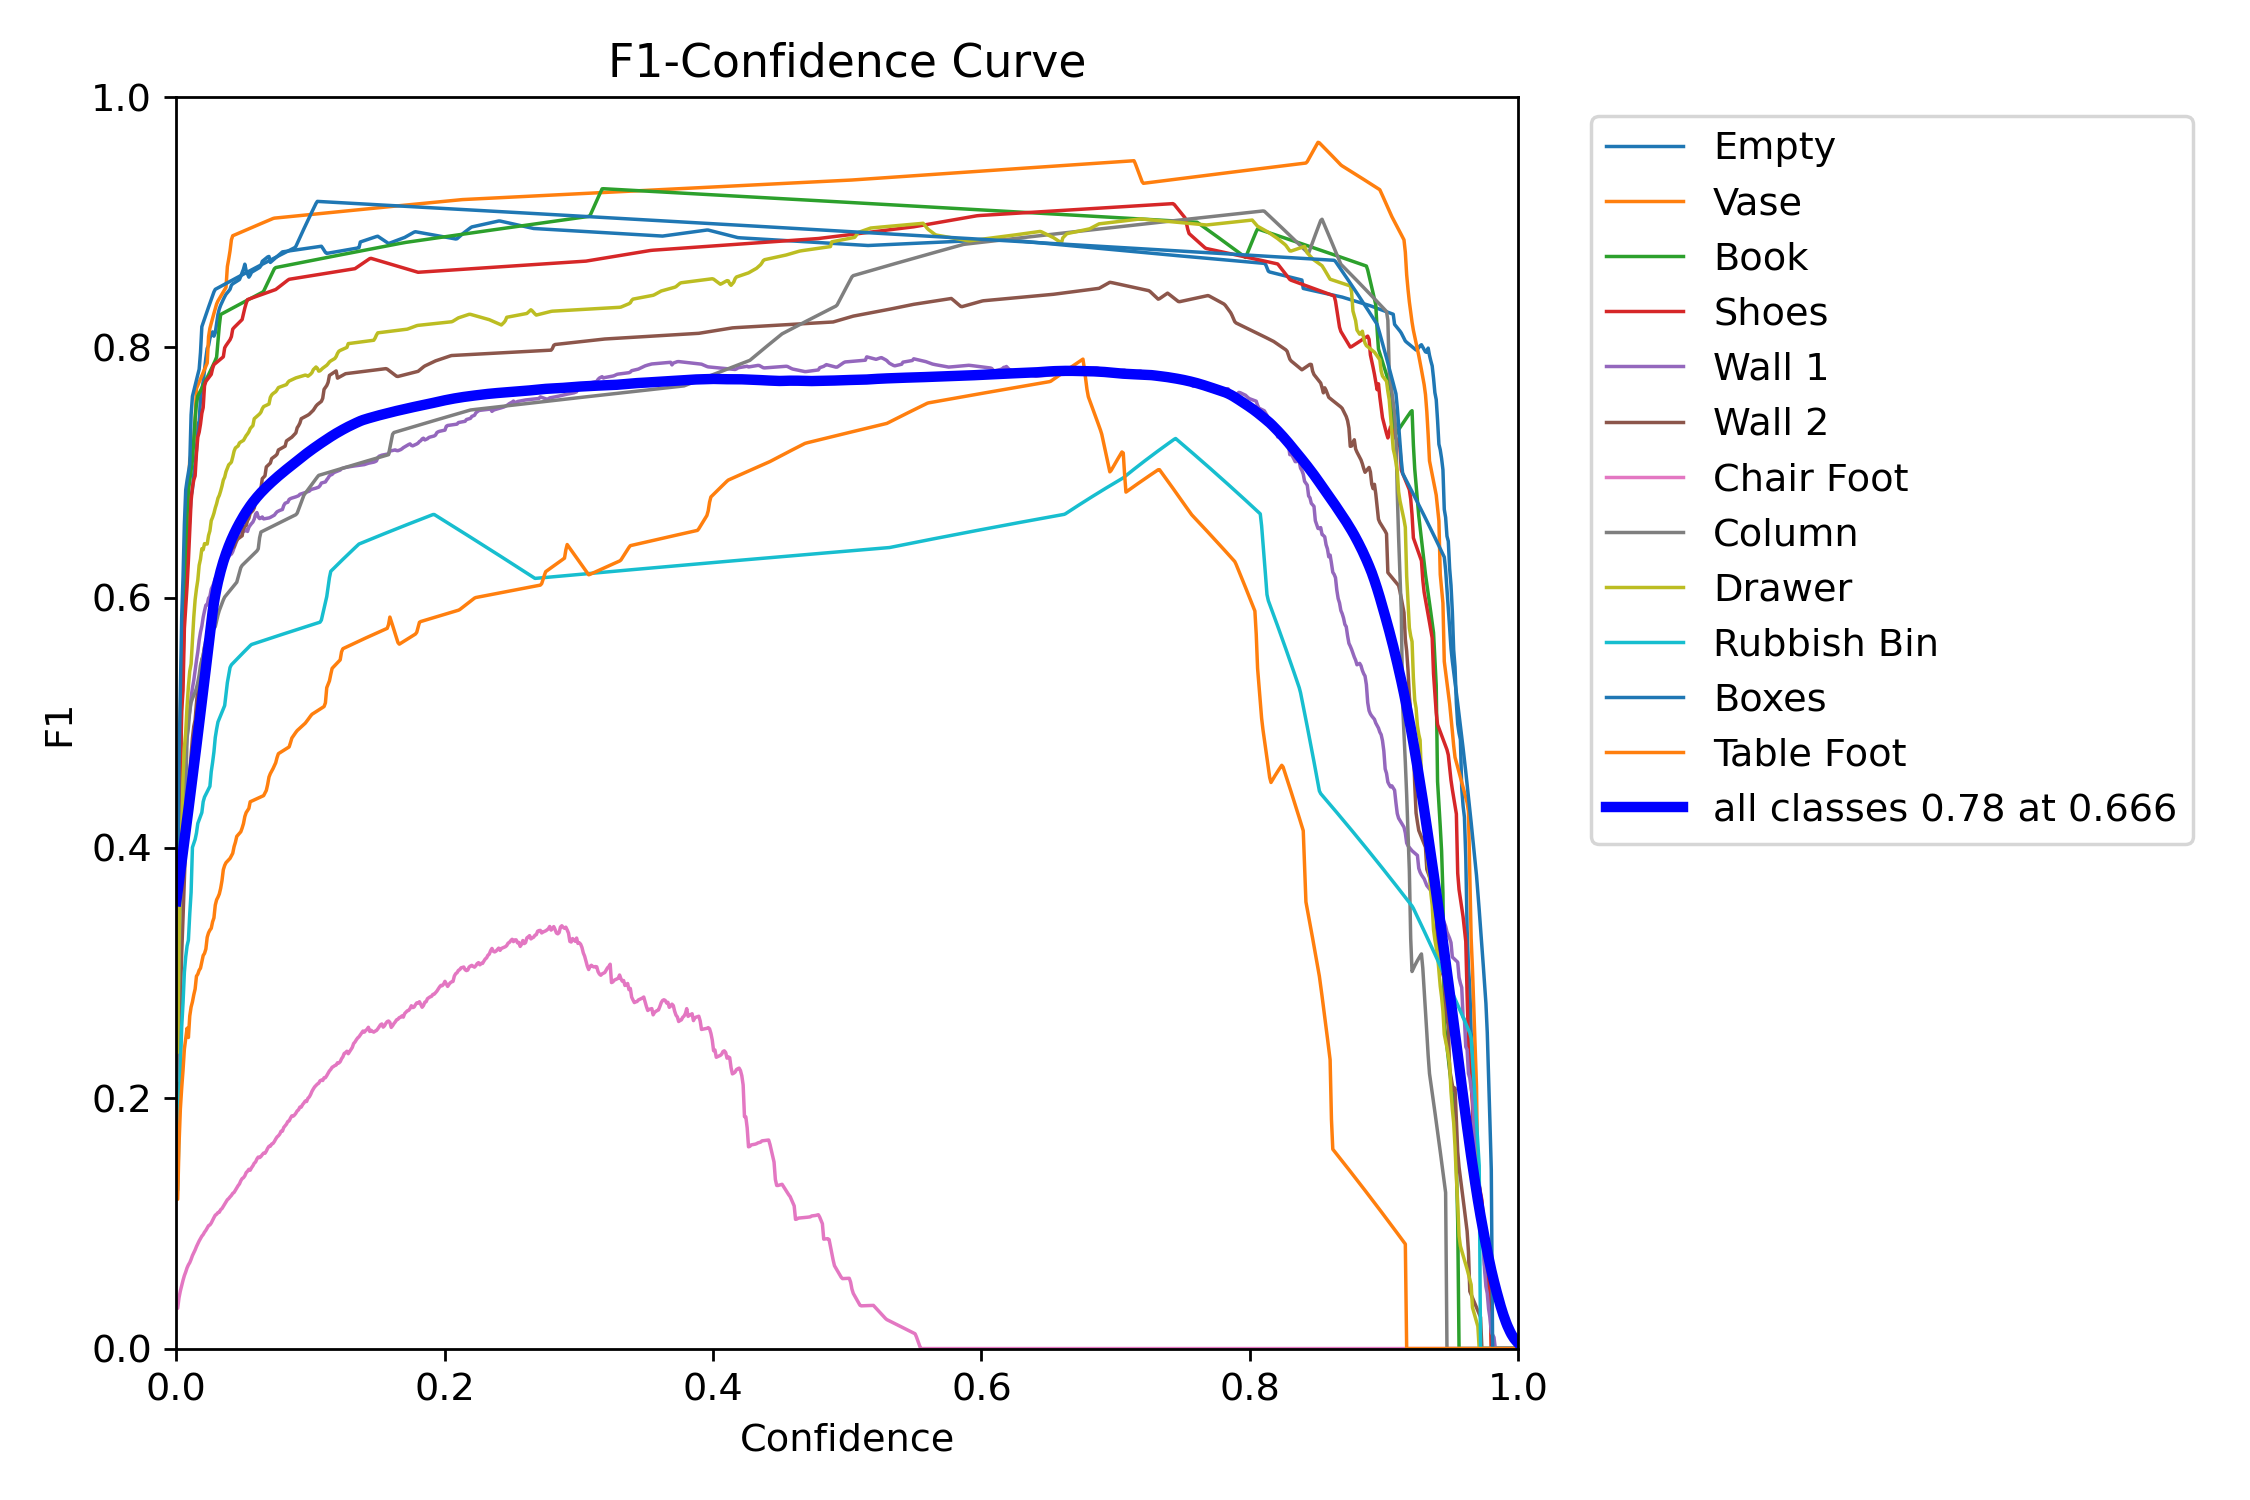 F1-Confidence Curve
1.0
0.8
0.6
0.4
0.2
0.0
F1
0.0 0.2 0.4 0.6 0.8 1.0
Confidence
Empty
Vase
Book
Shoes
Wall 1
Wall 2
Chair Foot
Column
Drawer
Rubbish Bin
Boxes
Table Foot
all classes 0.78 at 0.666